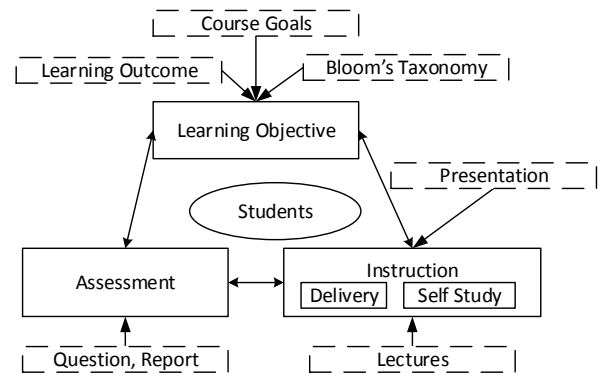 Course Goals
Learning Outcome
Bloom's Taxonomy
Learning Objective
Presentation
Students
Assessment
Instruction
Delivery
Self Study
Question, Report
Lectures